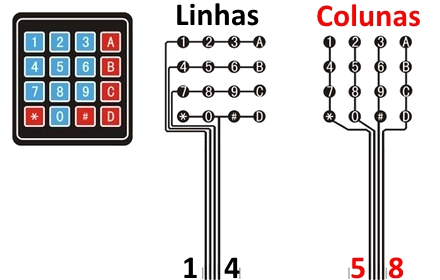 Linhas
Colunas
1 2 3 A
4 5 6 B
7 8 9 C
* 0 # D
1 2 3 A
4 5 6 B
7 8 9 C
* 0 # D
1 2 3 A
4 5 6 B
7 8 9 C
* 0 # D
1 4
5 8